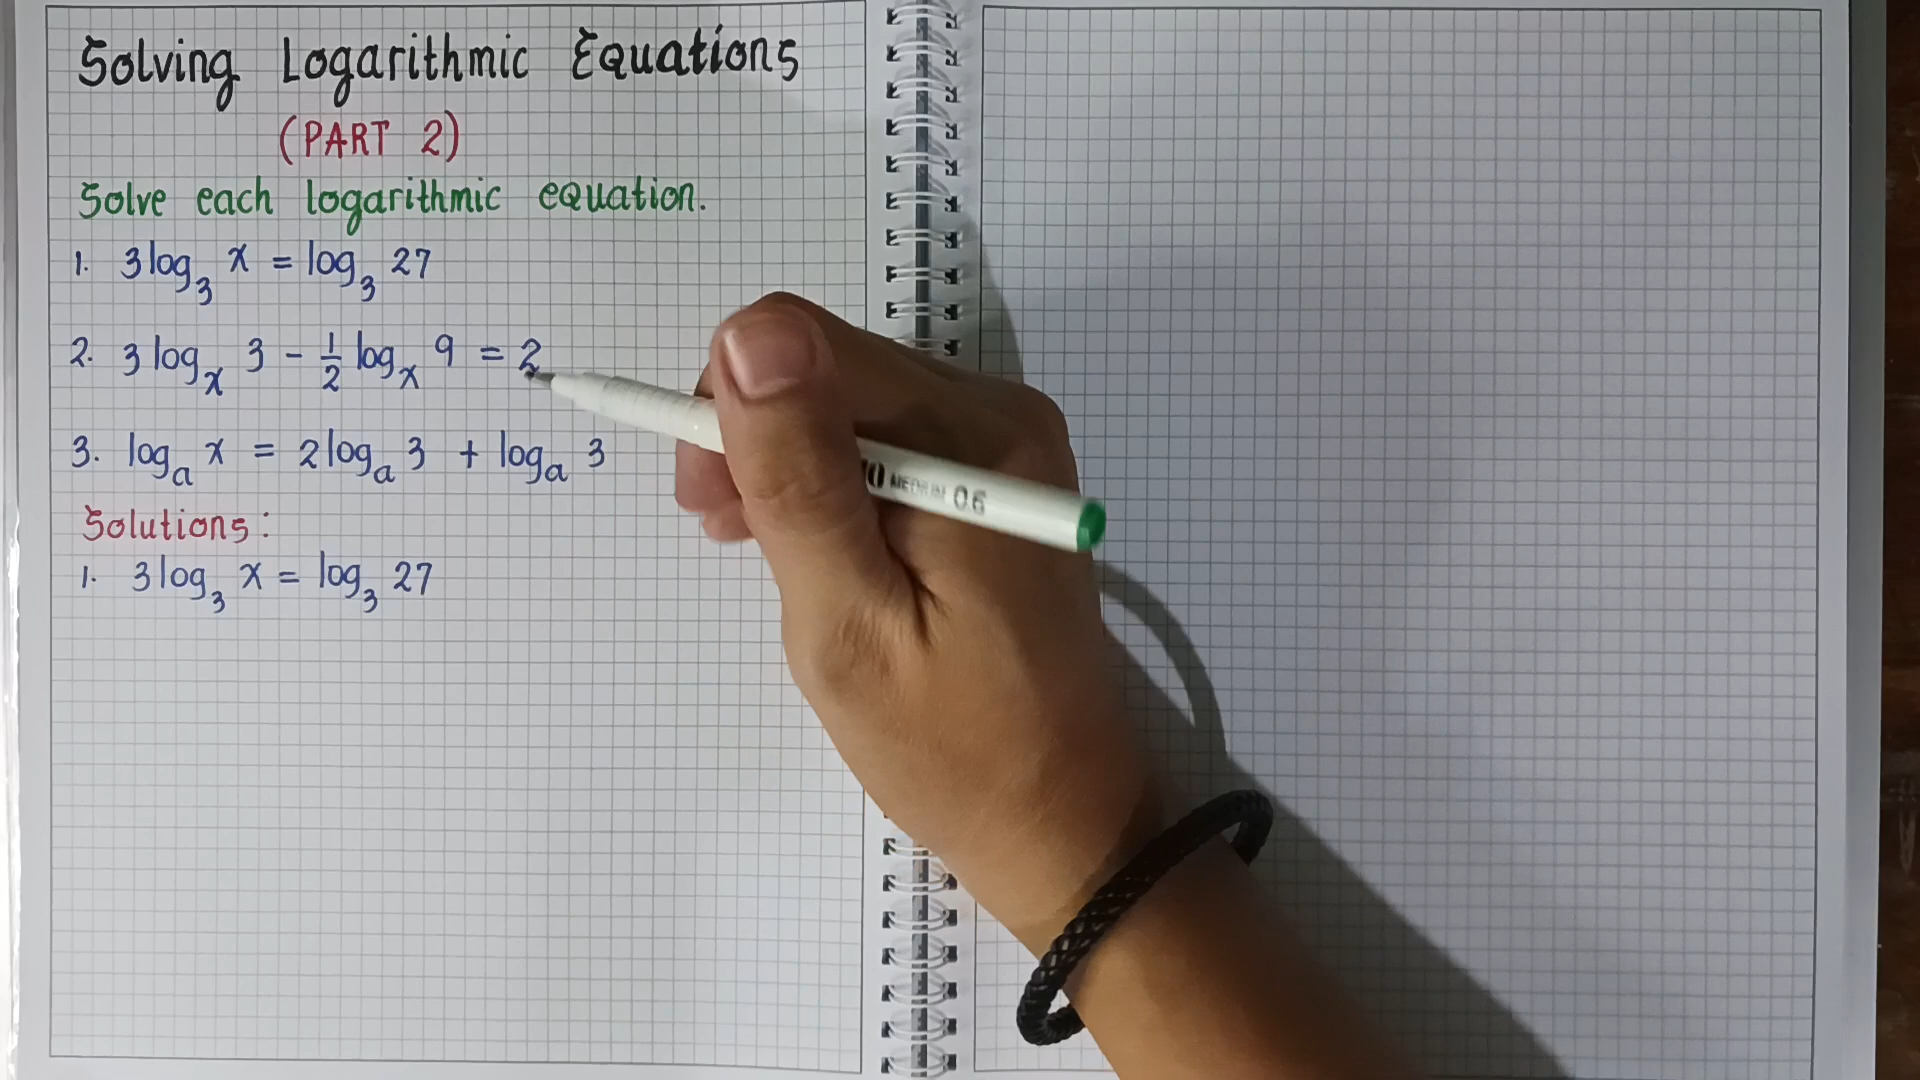 Solving Logarithmic Equations
(PART 2)
Solve each logarithmic equation.
1. 3log₃ x = log₃ 27
2. 3 logₓ 3 - ½ logₓ 9 = 2
3. logₐ x = 2logₐ 3 + logₐ 3
Solutions:
1. 3log₃ x = log₃ 27
MEDIUM 0.6